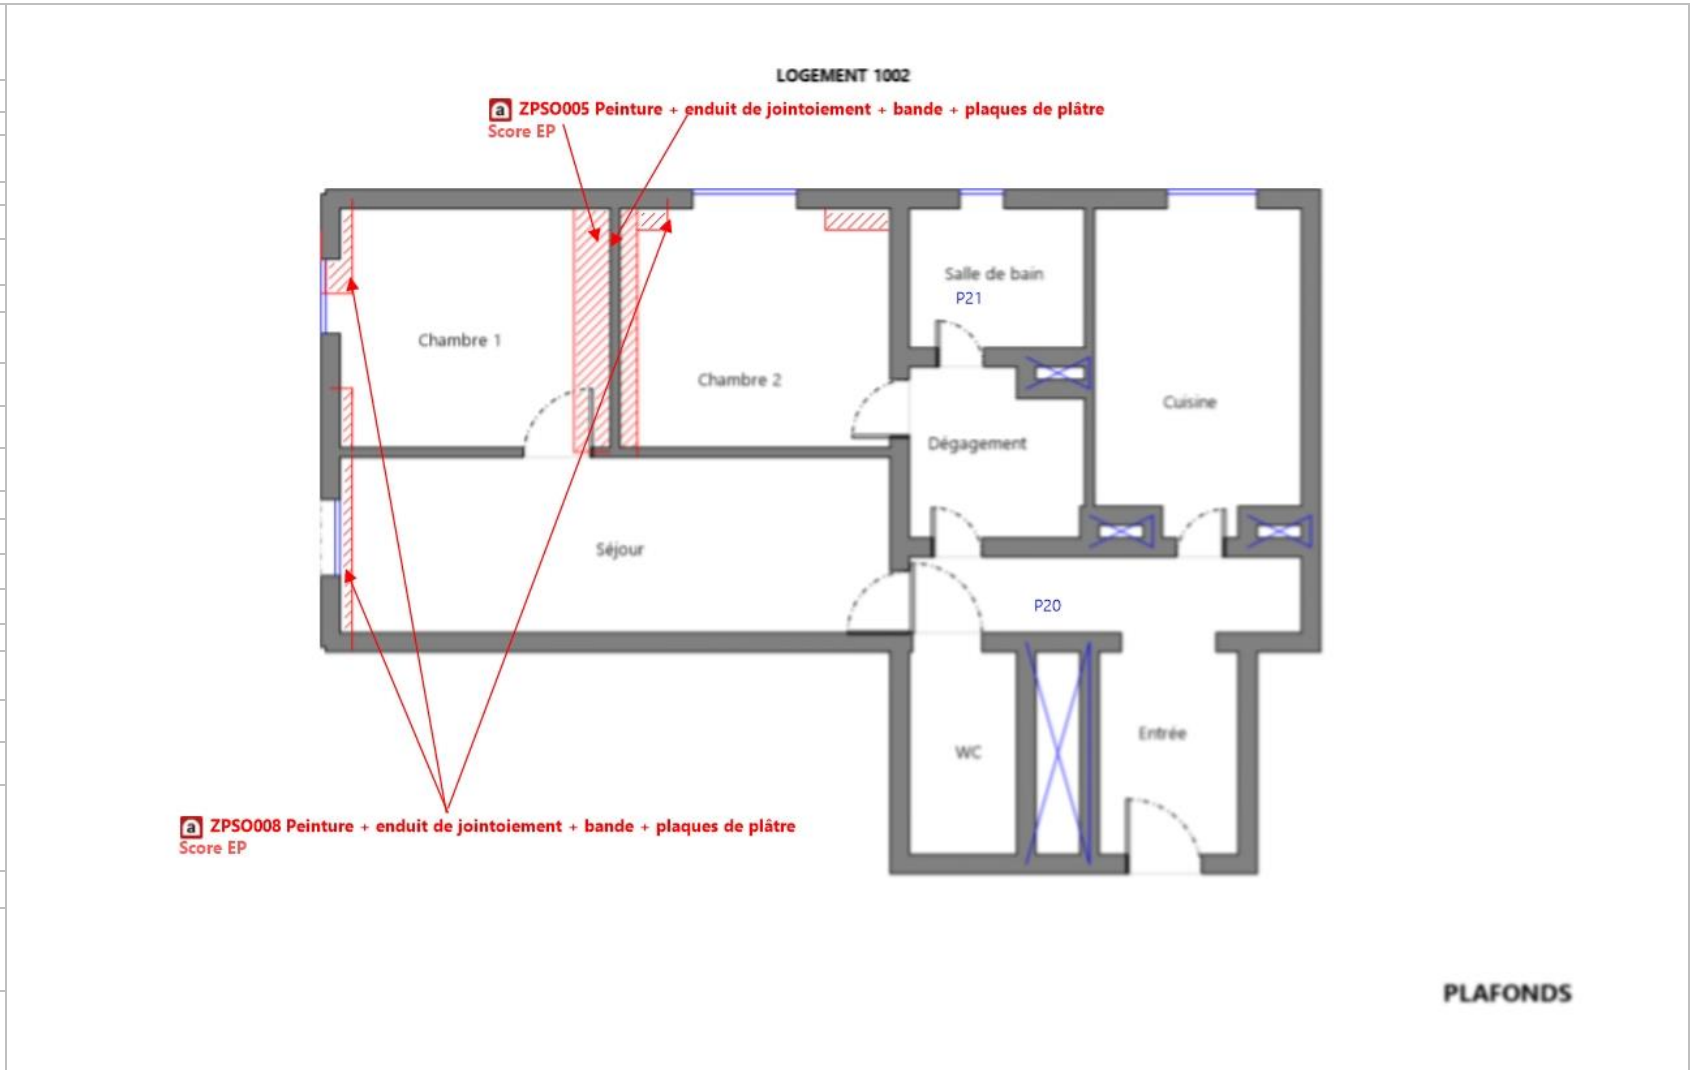 LOGEMENT 1002
a ZPSO005 Peinture + enduit de jointoiement + bande + plaques de plâtre
Score EP
Salle de bain
P21
Chambre 1
Chambre 2
Cuisine
Dégagement
Séjour
P20
Entrée
WC
a ZPSO008 Peinture + enduit de jointoiement + bande + plaques de plâtre
Score EP
PLAFONDS